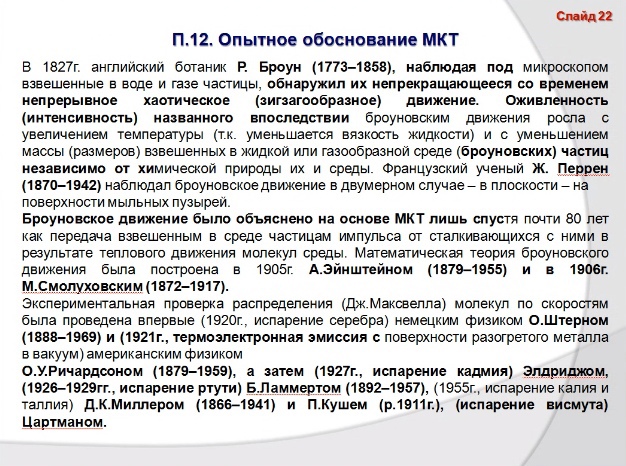 Слайд 22
П.12. Опытное обоснование МКТ
В 1827г. английский ботаник Р. Броун (1773–1858), наблюдая под микроскопом
взвешенные в воде и газе частицы, обнаружил их непрекращающееся со временем
непрерывное хаотическое (зигзагообразное) движение. Оживленность
(интенсивность) названного впоследствии броуновским движения росла с
увеличением температуры (т.к. уменьшается вязкость жидкости) и с уменьшением
массы (размеров) взвешенных в жидкой или газообразной среде (броуновских) частиц
независимо от химической природы их и среды. Французский ученый Ж. Перрен
(1870–1942) наблюдал броуновское движение в двумерном случае – в плоскости – на
поверхности мыльных пузырей.
Броуновское движение было объяснено на основе МКТ лишь спустя почти 80 лет
как передача взвешенным в среде частицам импульса от сталкивающихся с ними в
результате теплового движения молекул среды. Математическая теория броуновского
движения была построена в 1905г. А.Эйнштейном (1879–1955) и в 1906г.
М.Смолуховским (1872–1917).
Экспериментальная проверка распределения (Дж.Максвелла) молекул по скоростям
была проведена впервые (1920г., испарение серебра) немецким физиком О.Штерном
(1888–1969) и (1921г., термоэлектронная эмиссия с поверхности разогретого металла
в вакуум) американским физиком
О.У.Ричардсоном (1879–1959), а затем (1927г., испарение кадмия) Элдриджом,
(1926–1929гг., испарение ртути) Б.Ламмертом (1892–1957), (1955г., испарение калия и
таллия) Д.К.Миллером (1866–1941) и П.Кушем (р.1911г.), (испарение висмута)
Цартманом.